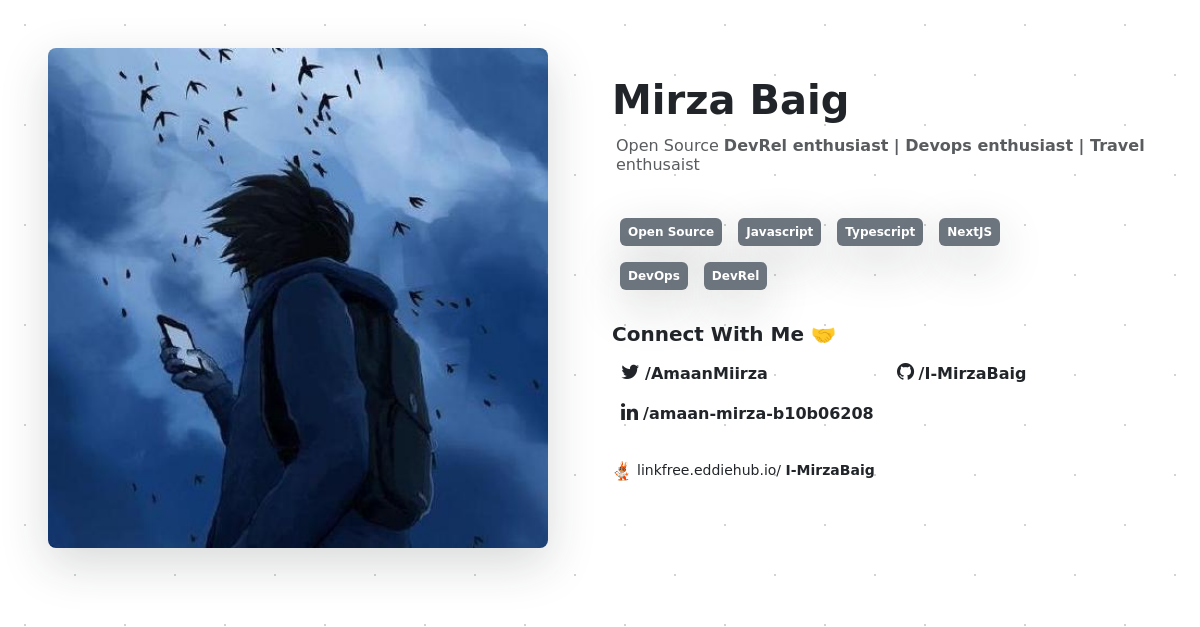 Mirza Baig
Open Source DevRel enthusiast | Devops enthusiast | Travel
enthusaist
Open Source Javascript Typescript NextJS
DevOps DevRel
Connect With Me 🤝
/AmaanMiirza /I-MirzaBaig
/amaan-mirza-b10b06208
linkfree.eddiehub.io/ I-MirzaBaig